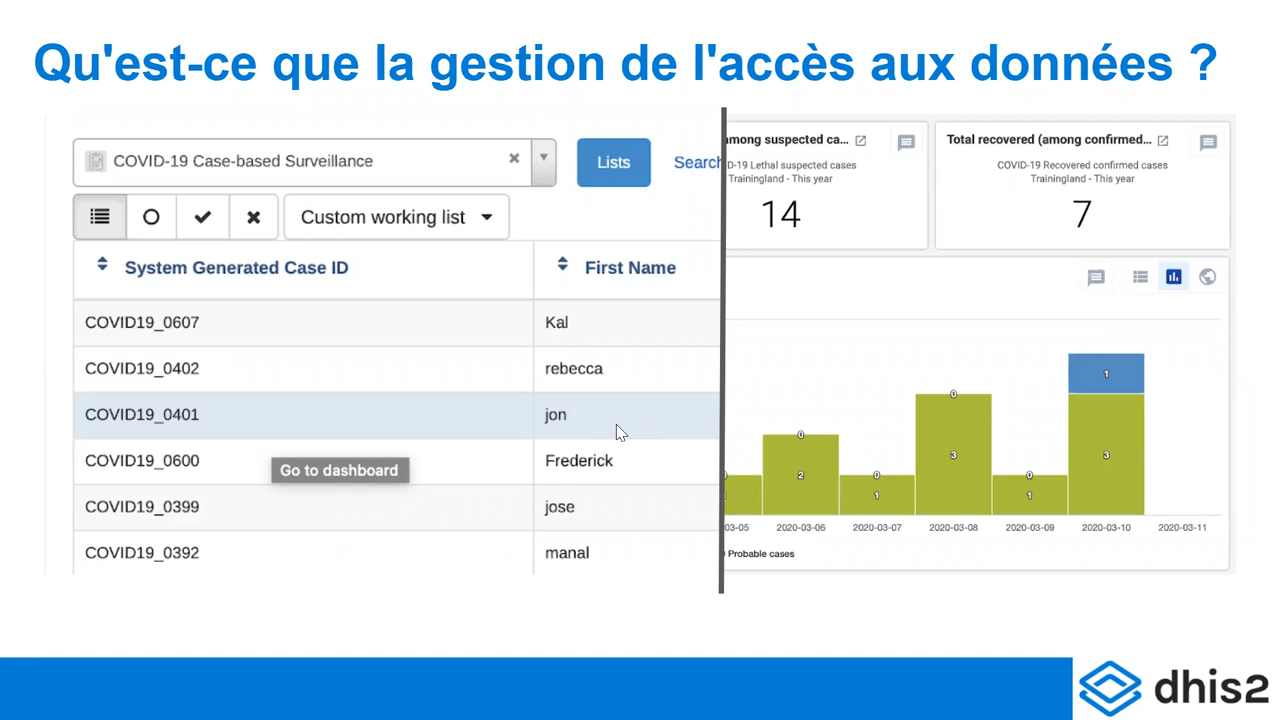 Qu'est-ce que la gestion de l'accès aux données ?
COVID-19 Case-based Surveillance
Lists
Search
Custom working list
System Generated Case ID
First Name
COVID19_0607
Kal
COVID19_0402
rebecca
COVID19_0401
jon
COVID19_0600
Frederick
Go to dashboard
COVID19_0399
jose
COVID19_0392
manal
among suspected ca...
D-19 Lethal suspected cases
Trainingland - This year
14
Total recovered (among confirmed...
COVID-19 Recovered confirmed cases
Trainingland - This year
7
1
0
0
3
3
0
2
0
1
0
1
0
03-05
2020-03-06
2020-03-07
2020-03-08
2020-03-09
2020-03-10
2020-03-11
Probable cases
dhis2